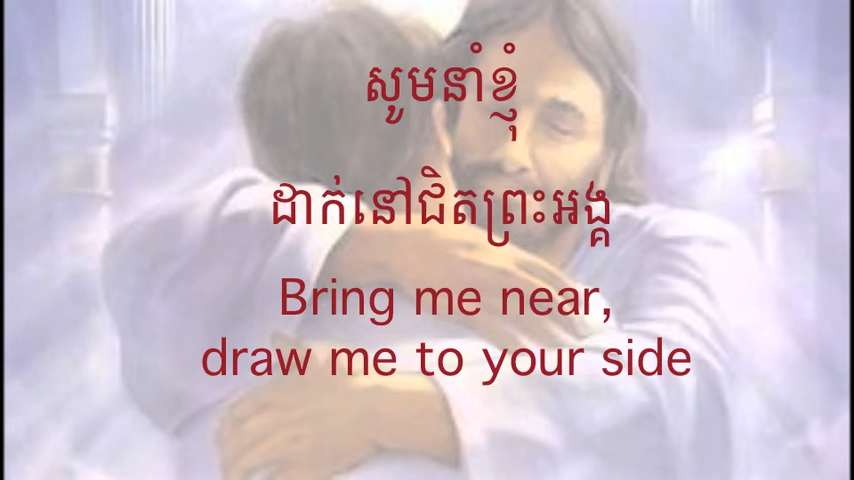 សូមនាំខ្ញុំ
ដាក់នៅជិតព្រះអង្គ
Bring me near,
draw me to your side